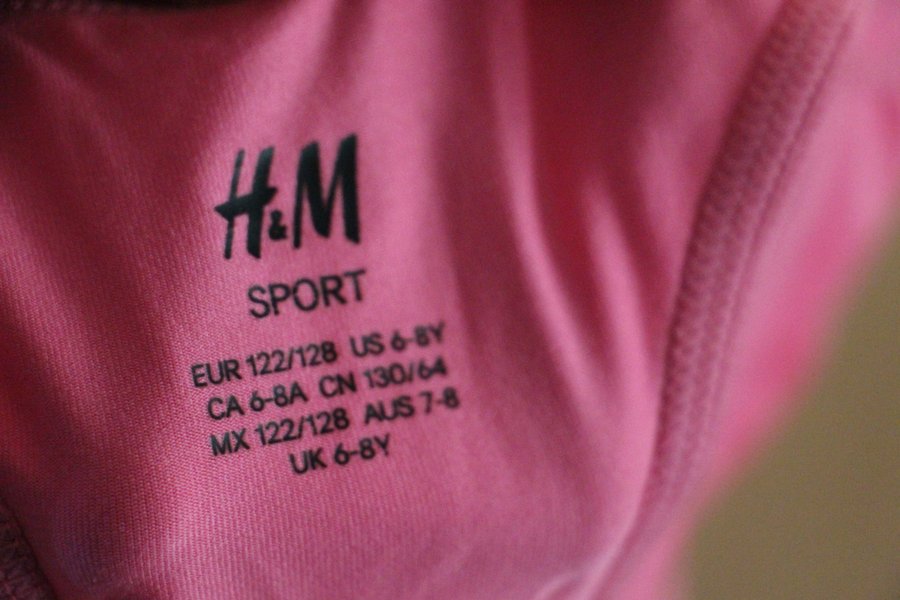 H&M
SPORT
EUR 122/128 US 6-8Y
CA 6-8A CN 130/64
MX 122/128 AUS 7-8
UK 6-8Y